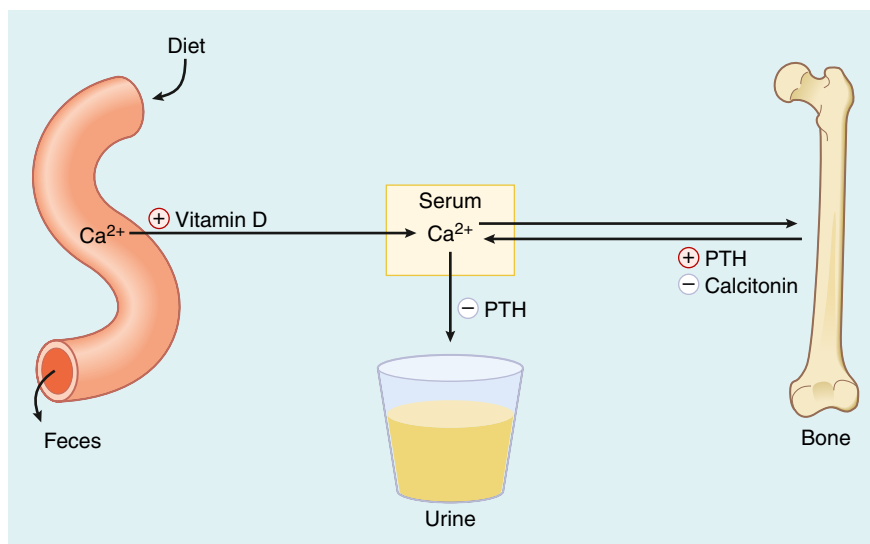 Diet
Ca²⁺
⊕ Vitamin D
Serum
Ca²⁺
⊕ PTH
⊖ Calcitonin
⊖ PTH
Feces
Urine
Bone